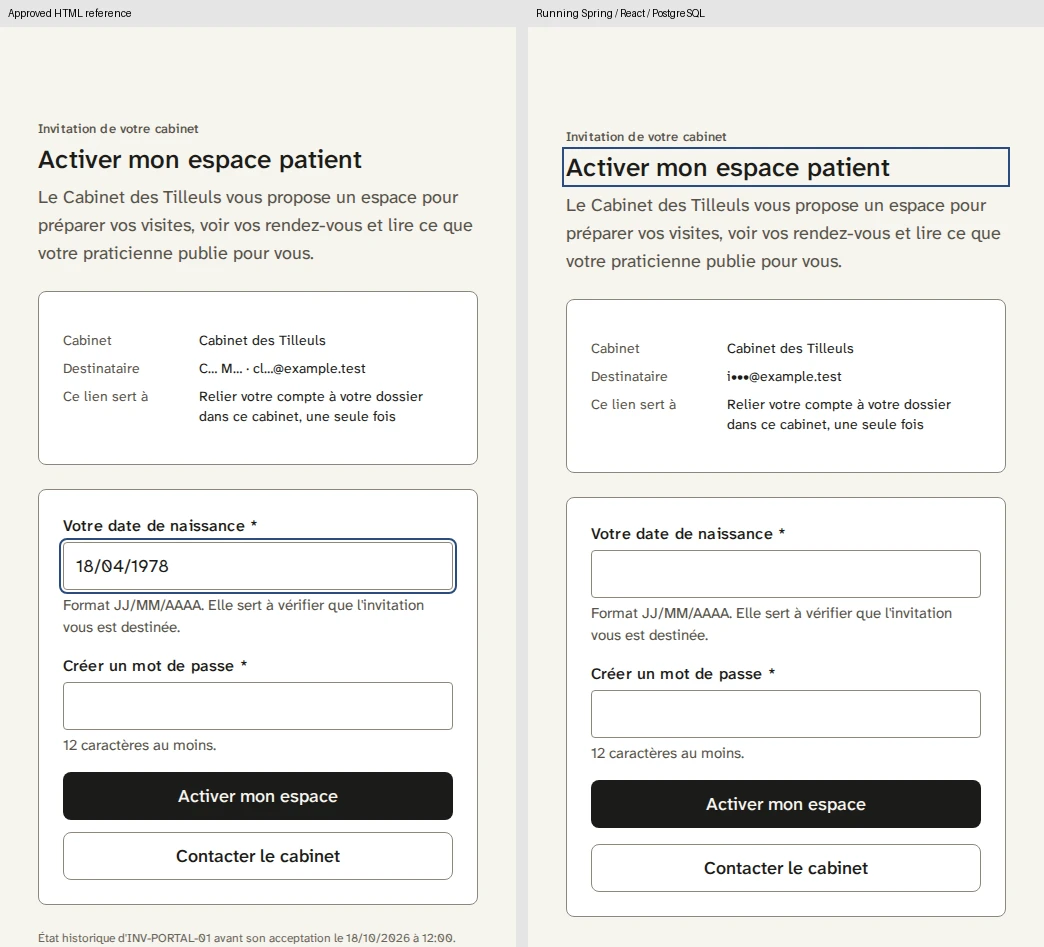 Approved HTML reference
Invitation de votre cabinet
Activer mon espace patient
Le Cabinet des Tilleuls vous propose un espace pour
préparer vos visites, voir vos rendez-vous et lire ce que
votre praticienne publie pour vous.
Cabinet Cabinet des Tilleuls
Destinataire C… M… · cl…@example.test
Ce lien sert à Relier votre compte à votre dossier
dans ce cabinet, une seule fois
Votre date de naissance *
18/04/1978
Format JJ/MM/AAAA. Elle sert à vérifier que l'invitation
vous est destinée.
Créer un mot de passe *
12 caractères au moins.
Activer mon espace
Contacter le cabinet
État historique d'INV-PORTAL-01 avant son acceptation le 18/10/2026 à 12:00.
Running Spring / React / PostgreSQL
Invitation de votre cabinet
Activer mon espace patient
Le Cabinet des Tilleuls vous propose un espace pour
préparer vos visites, voir vos rendez-vous et lire ce que
votre praticienne publie pour vous.
Cabinet Cabinet des Tilleuls
Destinataire i•••@example.test
Ce lien sert à Relier votre compte à votre dossier
dans ce cabinet, une seule fois
Votre date de naissance *
Format JJ/MM/AAAA. Elle sert à vérifier que l'invitation
vous est destinée.
Créer un mot de passe *
12 caractères au moins.
Activer mon espace
Contacter le cabinet